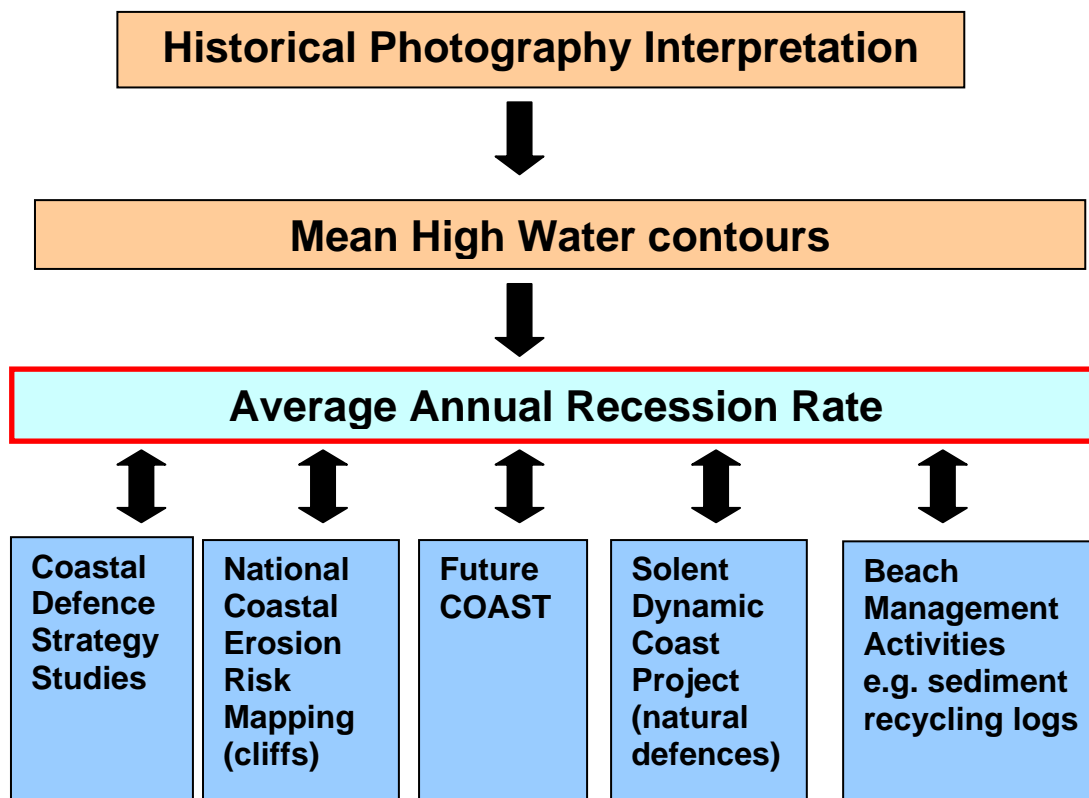 Historical Photography Interpretation
Mean High Water contours
Average Annual Recession Rate
Coastal
Defence
Strategy
Studies
National
Coastal
Erosion
Risk
Mapping
(cliffs)
Future
COAST
Solent
Dynamic
Coast
Project
(natural
defences)
Beach
Management
Activities
e.g. sediment
recycling logs